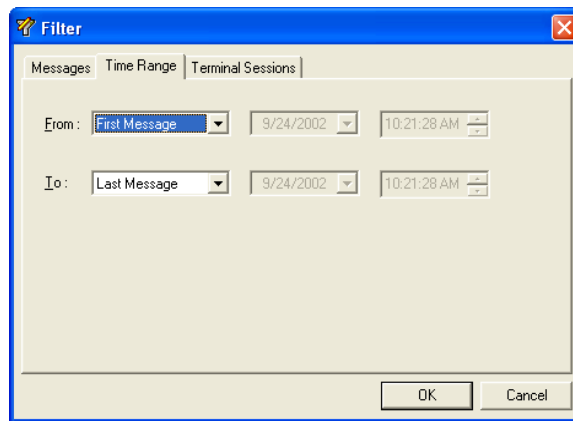 Filter
Messages Time Range Terminal Sessions
From : First Message 9/24/2002 10:21:28 AM
To : Last Message 9/24/2002 10:21:28 AM
OK Cancel